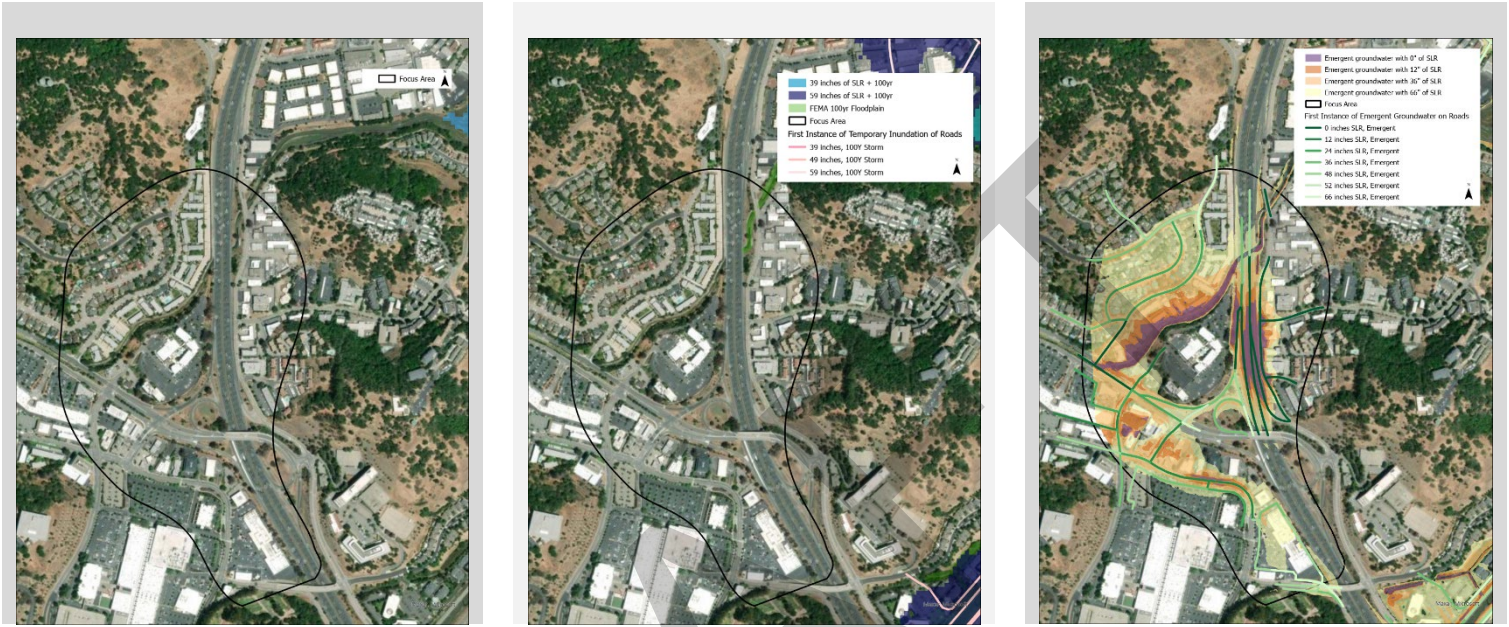 Focus Area
39 inches of SLR + 100yr
59 inches of SLR + 100yr
FEMA 100yr Floodplain
Focus Area
First Instance of Temporary Inundation of Roads
39 inches, 100Y Storm
49 inches, 100Y Storm
59 inches, 100Y Storm
Emergent groundwater with 0" of SLR
Emergent groundwater with 12" of SLR
Emergent groundwater with 36" of SLR
Emergent groundwater with 66" of SLR
Focus Area
First Instance of Emergent Groundwater on Roads
0 inches SLR, Emergent
12 inches SLR, Emergent
24 inches SLR, Emergent
36 inches SLR, Emergent
48 inches SLR, Emergent
52 inches SLR, Emergent
66 inches SLR, Emergent